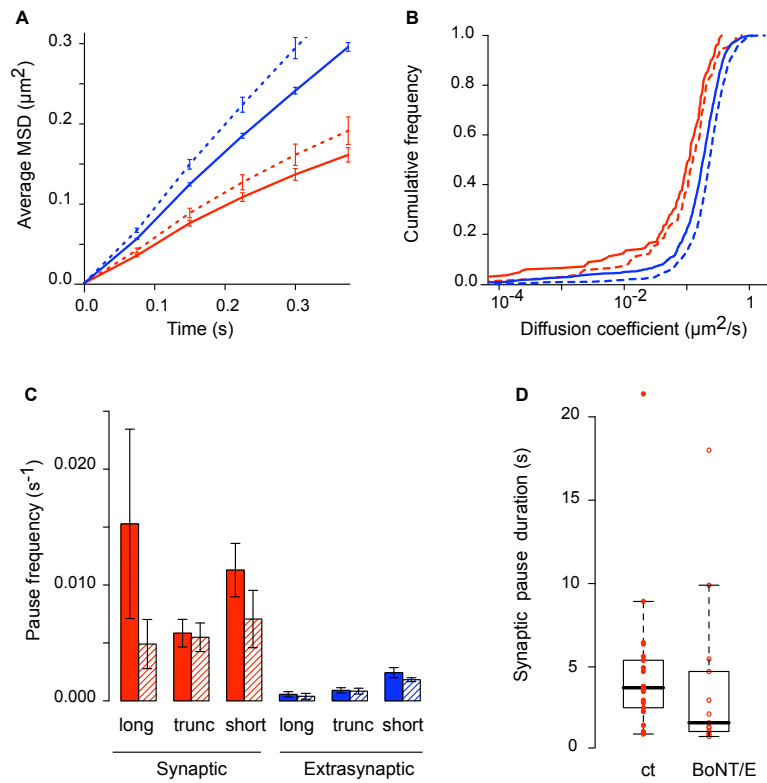 A
Average MSD (µm2)
0.3
0.2
0.1
0.0
0.0 0.1 0.2 0.3
Time (s)
B
Cumulative frequency
1.0
0.8
0.6
0.4
0.2
0.0
10−4 10−2 1
Diffusion coefficient (µm2/s)
C
Pause frequency (s-1)
0.020
0.010
0.000
long trunc short long trunc short
Synaptic Extrasynaptic
D
Synaptic pause duration (s)
20
15
10
5
0
ct BoNT/E